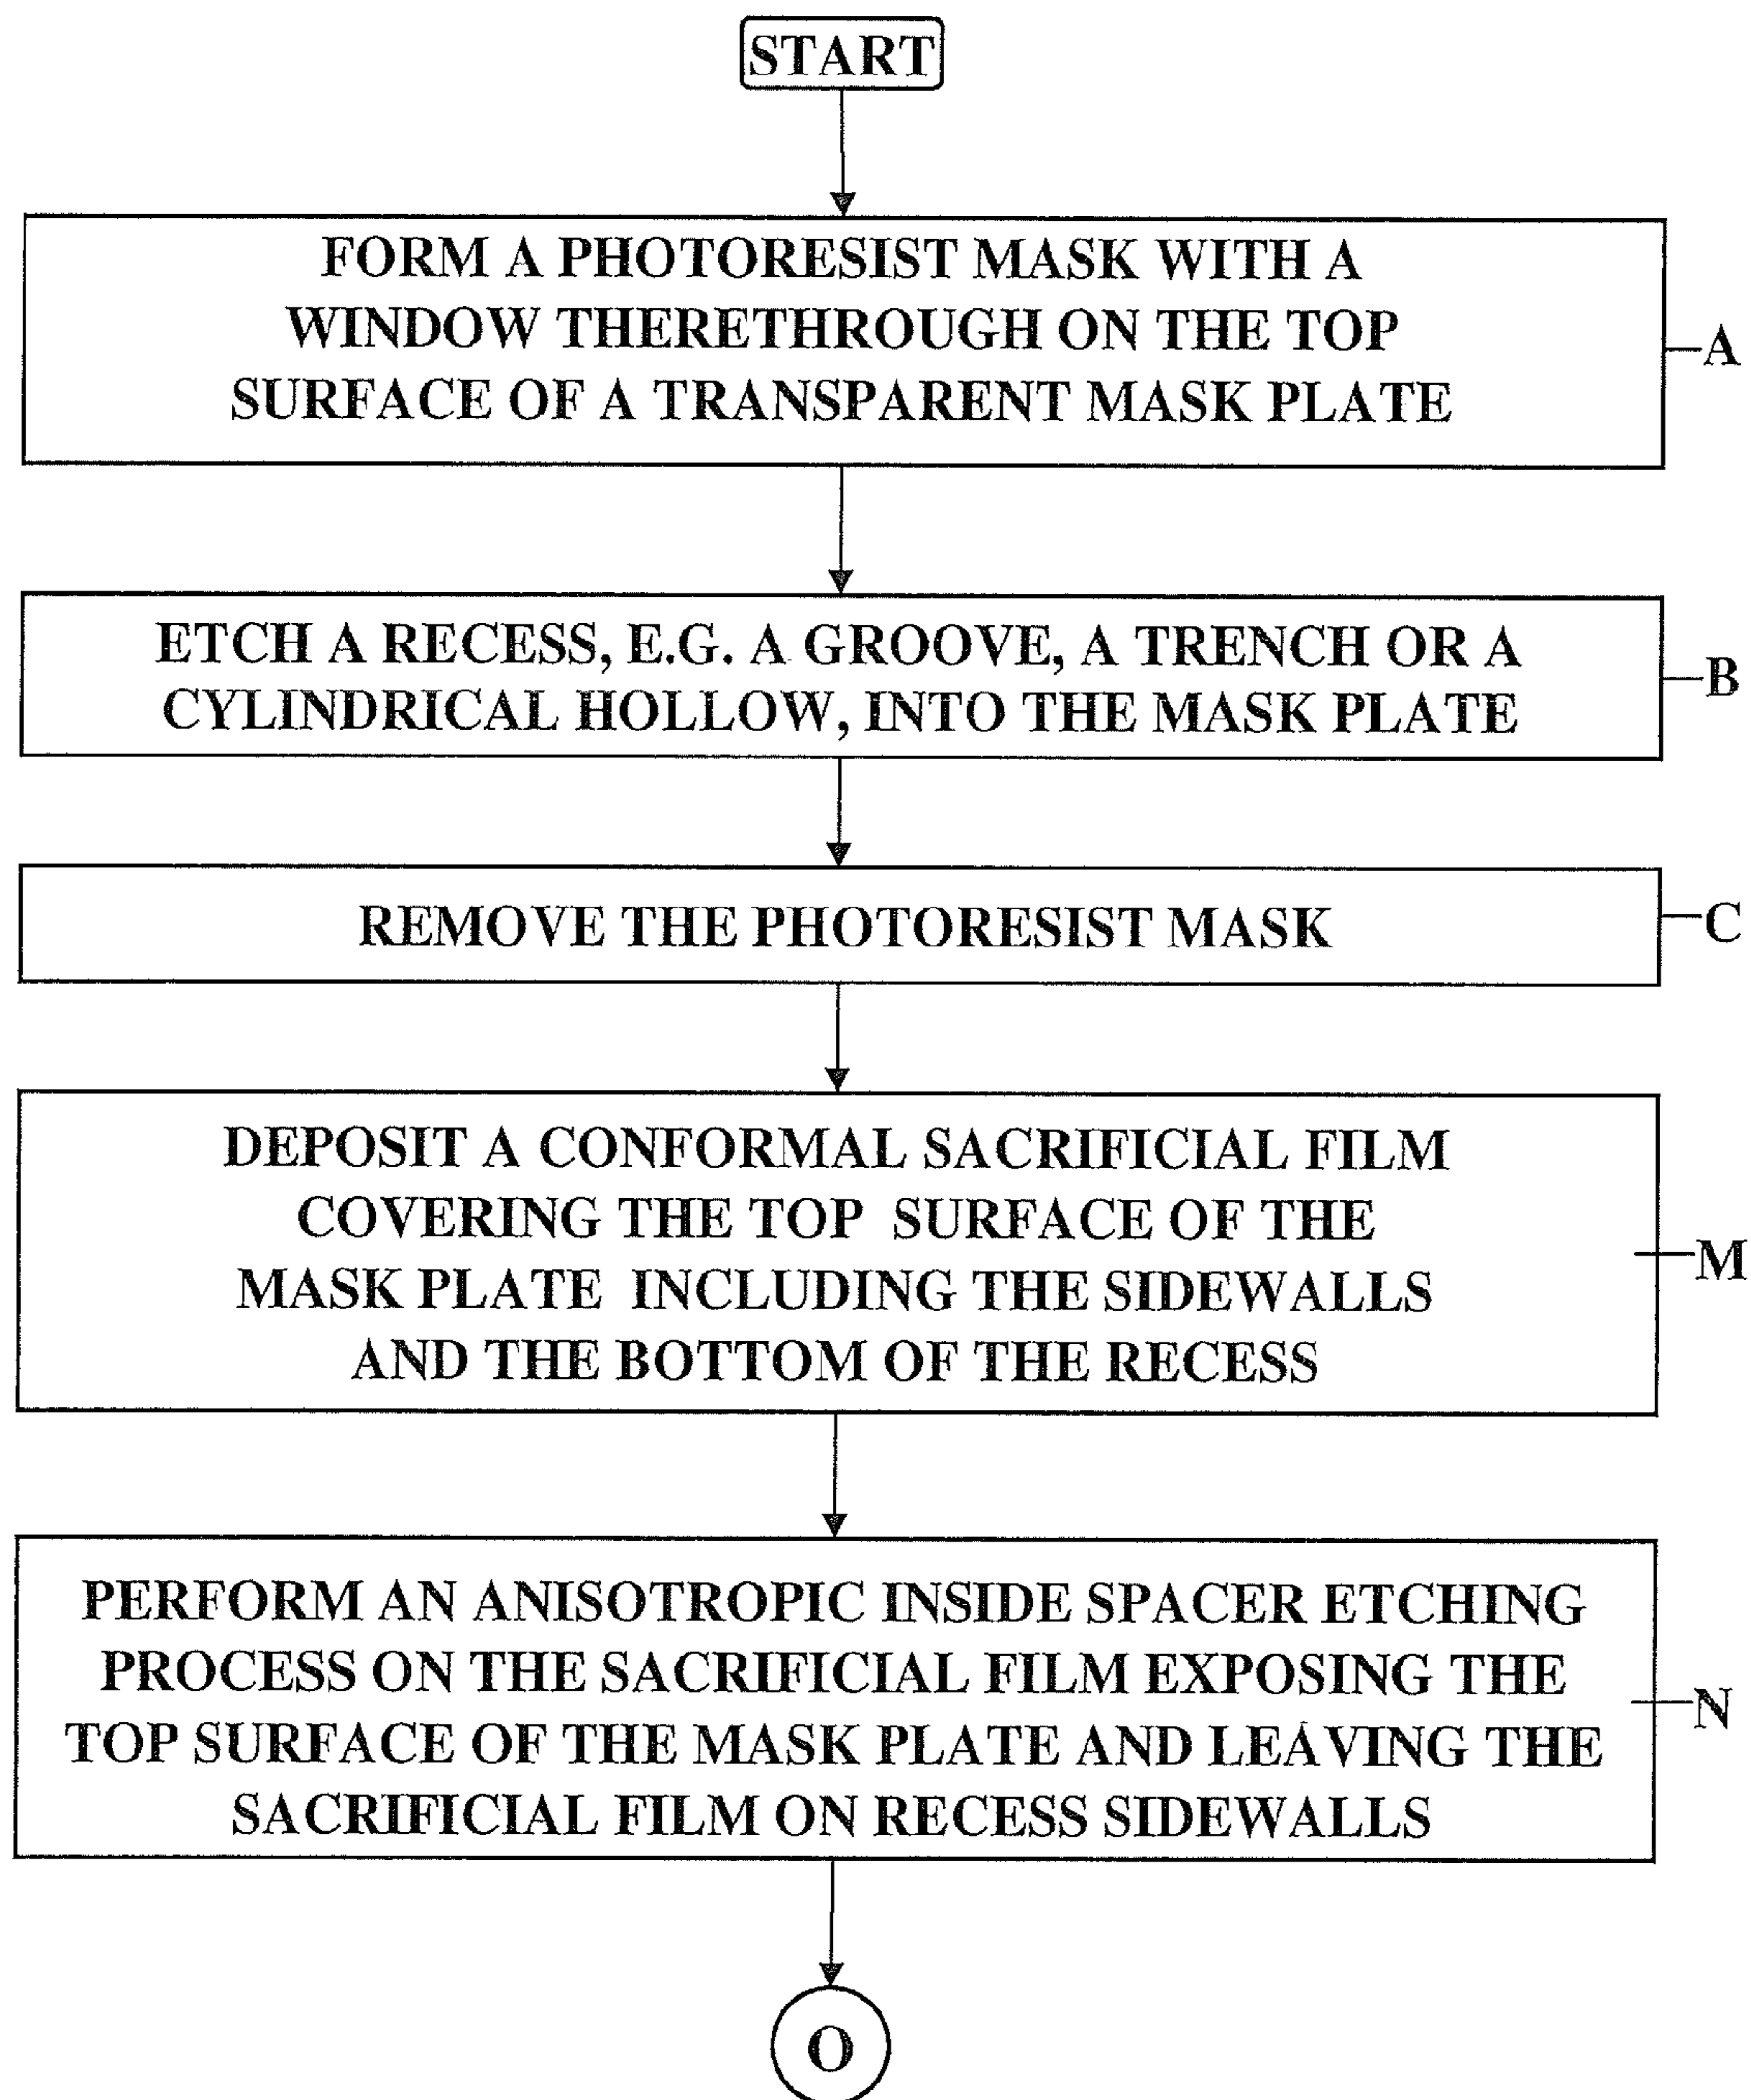 START
FORM A PHOTORESIST MASK WITH A
WINDOW THERETHROUGH ON THE TOP
SURFACE OF A TRANSPARENT MASK PLATE
A
ETCH A RECESS, E.G. A GROOVE, A TRENCH OR A
CYLINDRICAL HOLLOW, INTO THE MASK PLATE
B
REMOVE THE PHOTORESIST MASK
C
DEPOSIT A CONFORMAL SACRIFICIAL FILM
COVERING THE TOP SURFACE OF THE
MASK PLATE INCLUDING THE SIDEWALLS
AND THE BOTTOM OF THE RECESS
M
PERFORM AN ANISOTROPIC INSIDE SPACER ETCHING
PROCESS ON THE SACRIFICIAL FILM EXPOSING THE
TOP SURFACE OF THE MASK PLATE AND LEAVING THE
SACRIFICIAL FILM ON RECESS SIDEWALLS
N
O